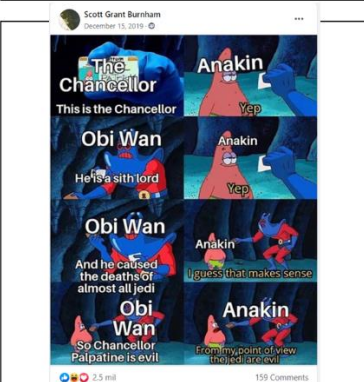 Scott Grant Burnham
December 15, 2019
The
Chancellor
This is the Chancellor
Anakin
Yep
Obi Wan
He is a sith lord
Anakin
Yep
Obi Wan
And he caused
the deaths of
almost all jedi
Anakin
I guess that makes sense
Obi
Wan
So Chancellor
Palpatine is evil
Anakin
From my point of view
the jedi are evil
2.5 mil
159 Comments